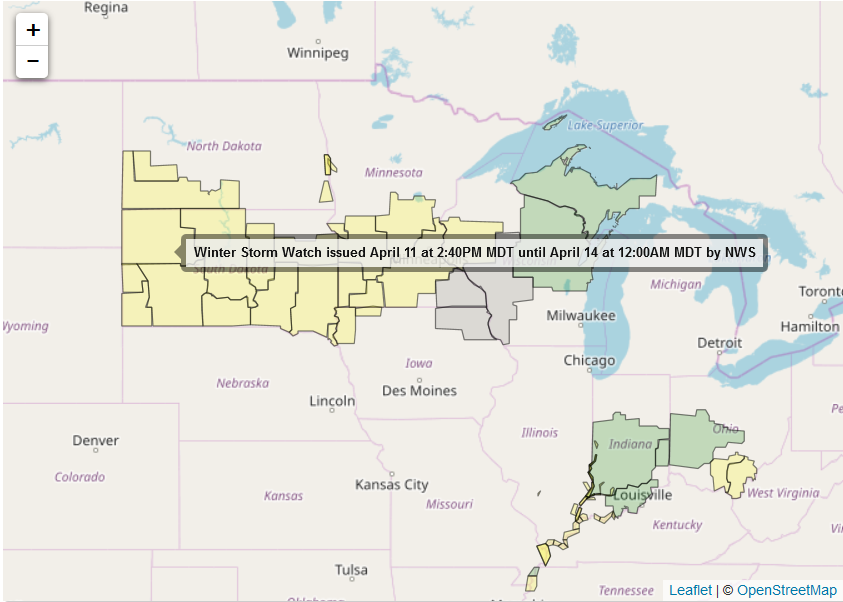 Regina
+
−
Winnipeg
Lake Superior
North Dakota
Minnesota
Winter Storm Watch issued April 11 at 2:40PM MDT until April 14 at 12:00AM MDT by NWS
South Dakota
Michigan
Toronto
Milwaukee
Wyoming
Hamilton
Detroit
Chicago
Iowa
Nebraska
Des Moines
Lincoln
Pe
Ohio
Illinois
Indiana
Denver
Colorado
Kansas City
Louisville
West Virginia
Kansas
Missouri
Kentucky
Vi
Tulsa
Tennessee
Oklahoma
Leaflet | © OpenStreetMap